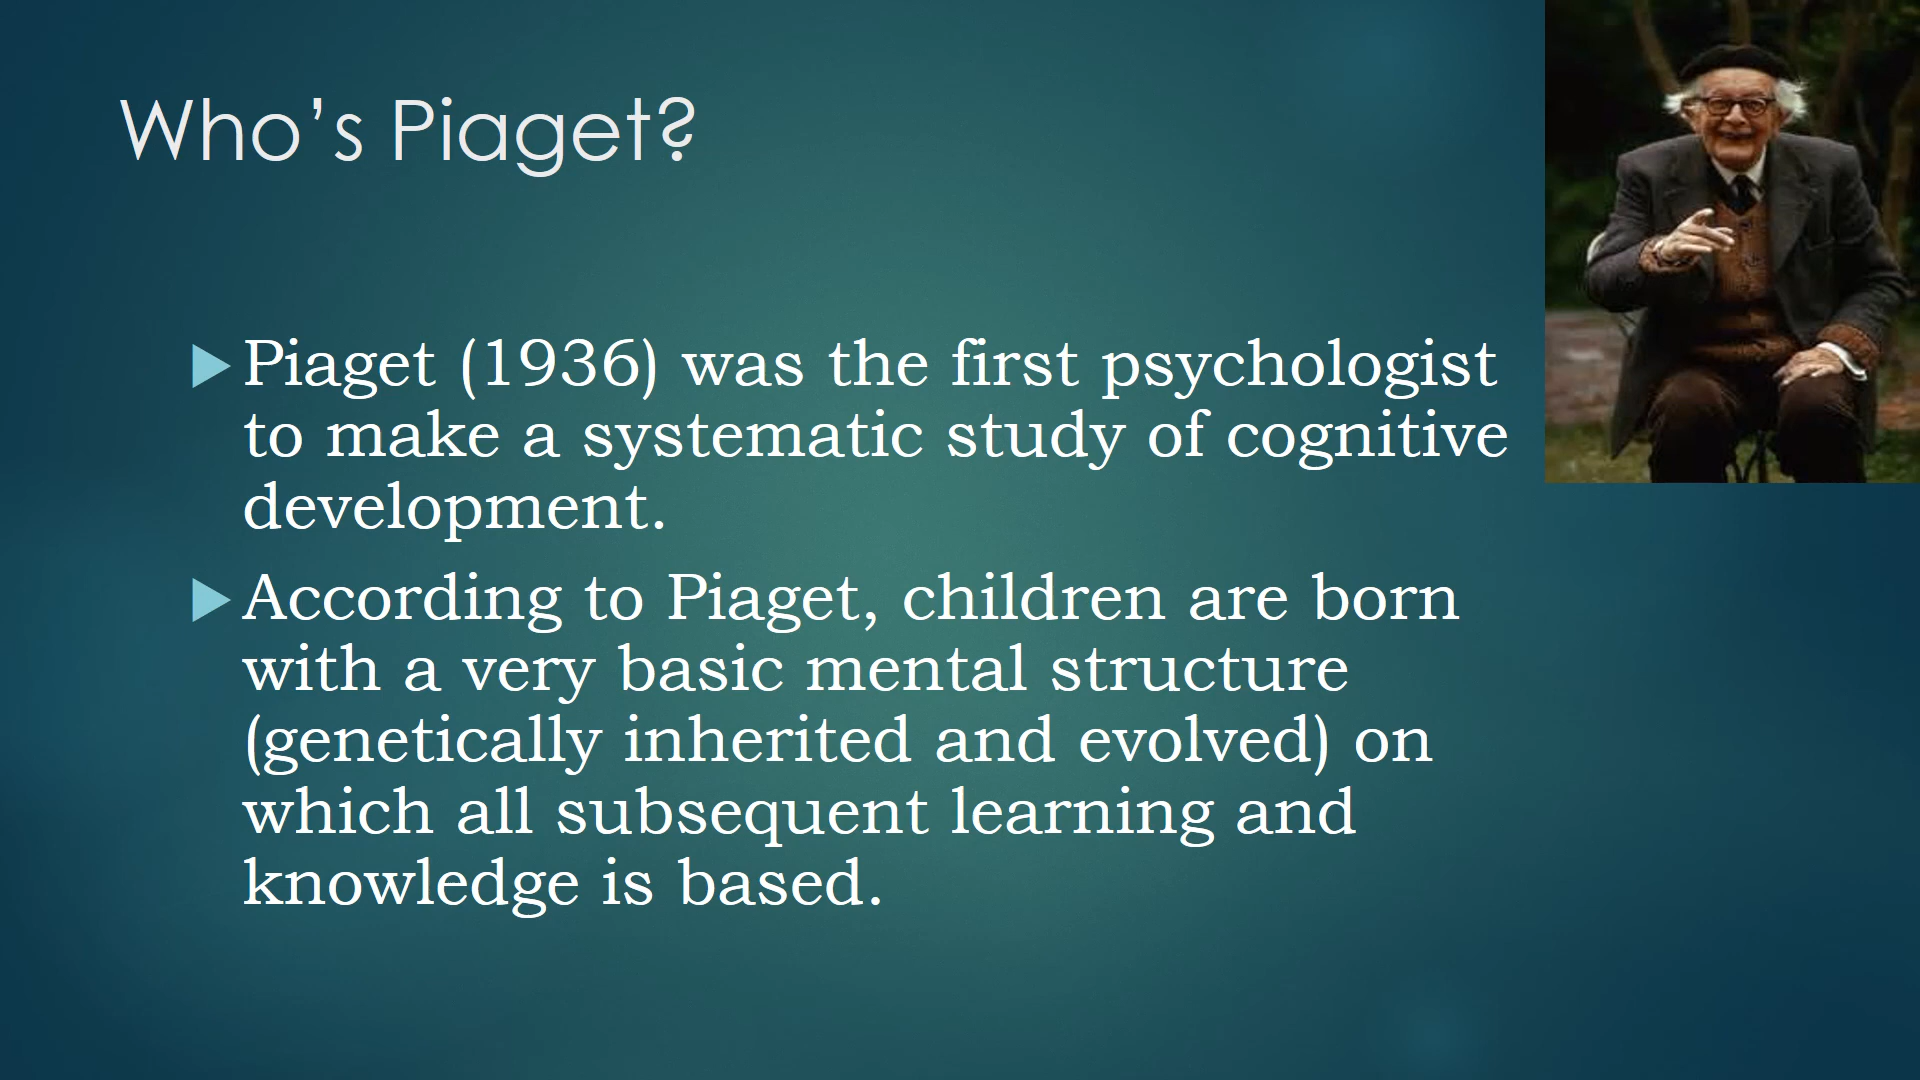 Who’s Piaget?
Piaget (1936) was the first psychologist
to make a systematic study of cognitive
development.
According to Piaget, children are born
with a very basic mental structure
(genetically inherited and evolved) on
which all subsequent learning and
knowledge is based.